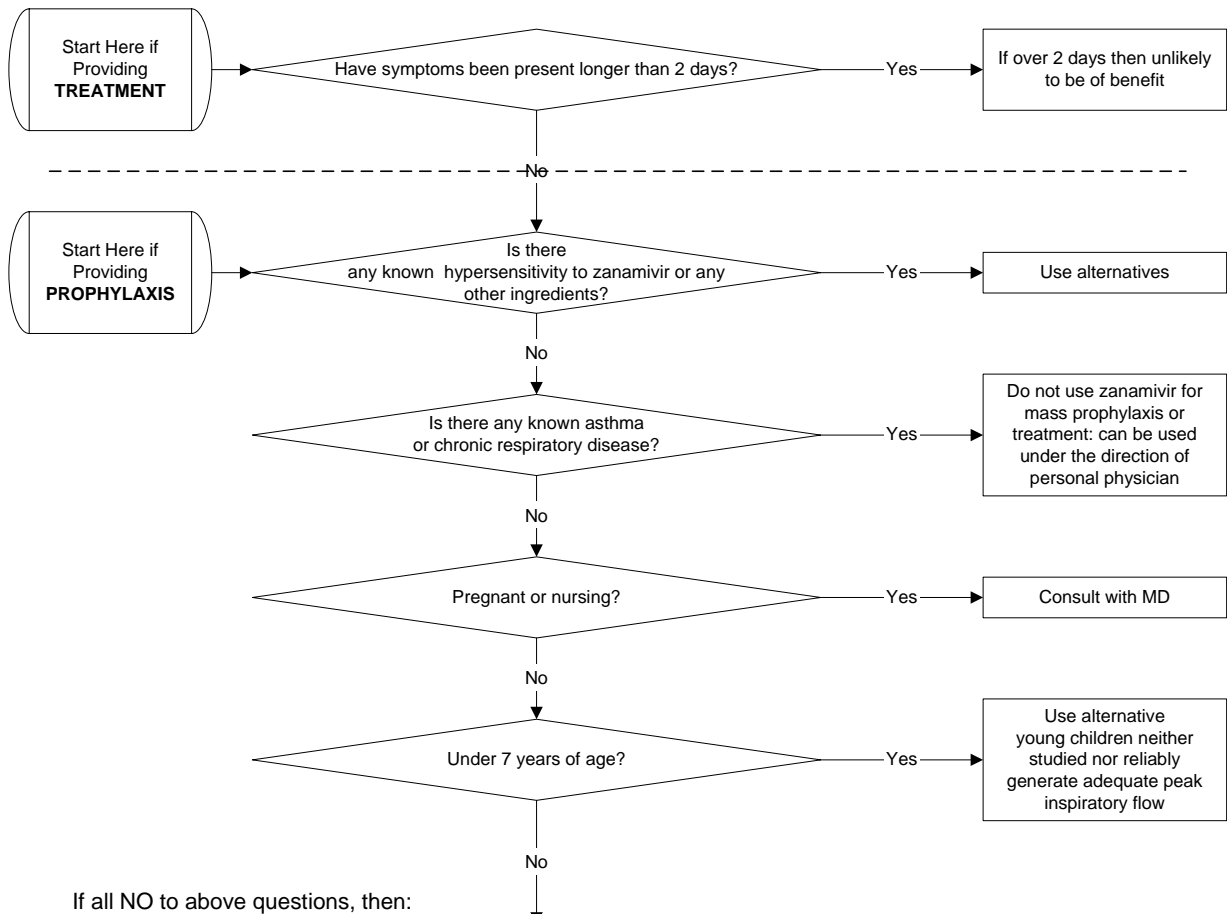 Start Here if
Providing
TREATMENT
Have symptoms been present longer than 2 days?
Yes
If over 2 days then unlikely
to be of benefit
No
Start Here if
Providing
PROPHYLAXIS
Is there
any known hypersensitivity to zanamivir or any
other ingredients?
Yes
Use alternatives
No
Is there any known asthma
or chronic respiratory disease?
Yes
Do not use zanamivir for
mass prophylaxis or
treatment: can be used
under the direction of
personal physician
No
Pregnant or nursing?
Yes
Consult with MD
No
Under 7 years of age?
Yes
Use alternative
young children neither
studied nor reliably
generate adequate peak
inspiratory flow
No
If all NO to above questions, then: